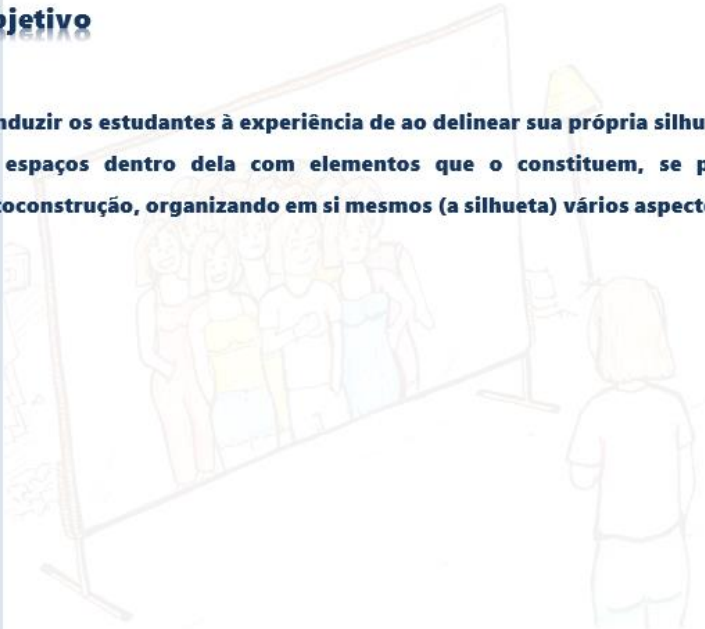 bjetivo
nduzir os estudantes à experiência de ao delinear sua própria silhu
espaços dentro dela com elementos que o constituem, se p
toconstrução, organizando em si mesmos (a silhueta) vários aspect